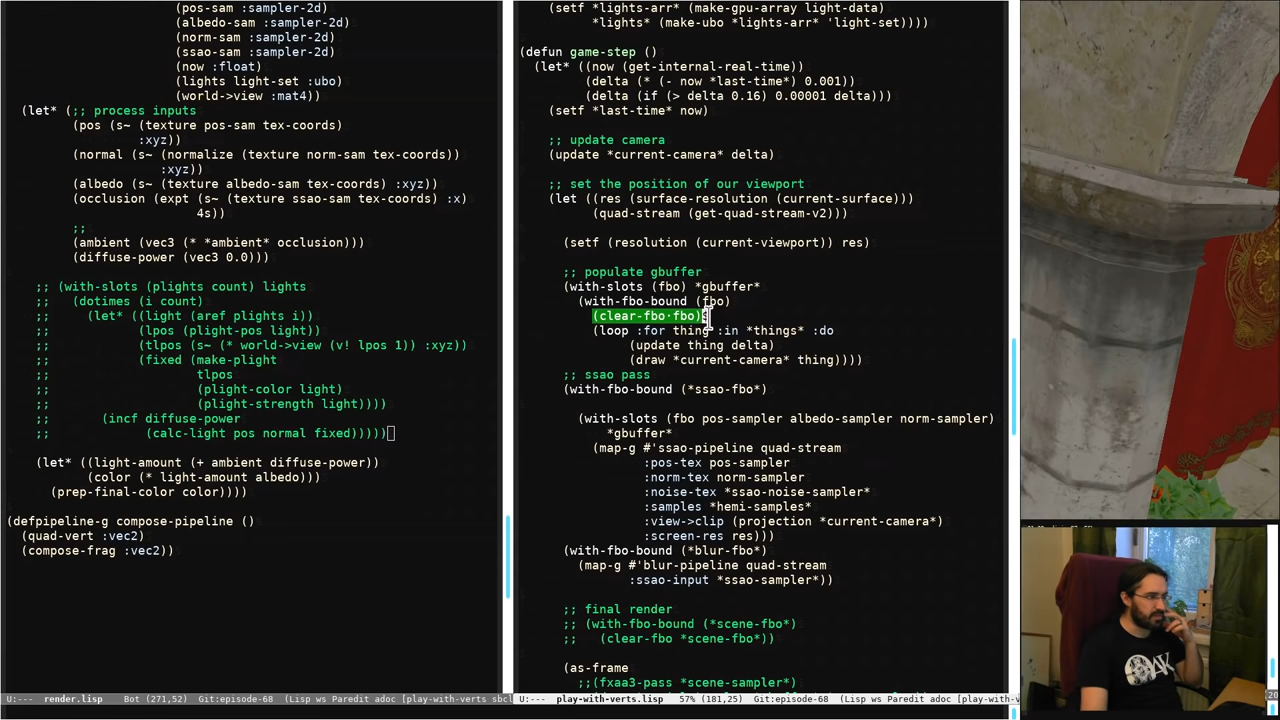 (pos-sam :sampler-2d)
(albedo-sam :sampler-2d)
(norm-sam :sampler-2d)
(ssao-sam :sampler-2d)
(now :float)
(lights light-set :ubo)
(world->view :mat4))
(let* (;; process inputs
(pos (s~ (texture pos-sam tex-coords)
:xyz))
(normal (s~ (normalize (texture norm-sam tex-coords))
:xyz))
(albedo (s~ (texture albedo-sam tex-coords) :xyz))
(occlusion (expt (s~ (texture ssao-sam tex-coords) :x)
4s))
;;
(ambient (vec3 (* *ambient* occlusion)))
(diffuse-power (vec3 0.0)))
;; (with-slots (plights count) lights
;;   (dotimes (i count)
;;     (let* ((light (aref plights i))
;;            (lpos (plight-pos light))
;;            (tlpos (s~ (* world->view (v! lpos 1)) :xyz))
;;            (fixed (make-plight
;;                    tlpos
;;                    (plight-color light)
;;                    (plight-strength light))))
;;       (incf diffuse-power
;;             (calc-light pos normal fixed)))))
(let* ((light-amount (+ ambient diffuse-power))
(color (* light-amount albedo)))
(prep-final-color color))))
(defpipeline-g compose-pipeline ()
(quad-vert :vec2)
(compose-frag :vec2))
U:--- render.lisp Bot (271,52) Git:episode-68 (Lisp ws Paredit adoc [play-with-verts sbcl
(setf *lights-arr* (make-gpu-array light-data)
*lights* (make-ubo *lights-arr* 'light-set))))
(defun game-step ()
(let* ((now (get-internal-real-time))
(delta (* (- now *last-time*) 0.001))
(delta (if (> delta 0.16) 0.00001 delta)))
(setf *last-time* now)
;; update camera
(update *current-camera* delta)
;; set the position of our viewport
(let ((res (surface-resolution (current-surface)))
(quad-stream (get-quad-stream-v2)))
(setf (resolution (current-viewport)) res)
;; populate gbuffer
(with-slots (fbo) *gbuffer*
(with-fbo-bound (fbo)
(clear-fbo·fbo)$
(loop :for thing :in *things* :do
(update thing delta)
(draw *current-camera* thing))))
;; ssao pass
(with-fbo-bound (*ssao-fbo*)
(with-slots (fbo pos-sampler albedo-sampler norm-sampler)
*gbuffer*
(map-g #'ssao-pipeline quad-stream
:pos-tex pos-sampler
:norm-tex norm-sampler
:noise-tex *ssao-noise-sampler*
:samples *hemi-samples*
:view->clip (projection *current-camera*)
:screen-res res)))
(with-fbo-bound (*blur-fbo*)
(map-g #'blur-pipeline quad-stream
:ssao-input *ssao-sampler*))
;; final render
;; (with-fbo-bound (*scene-fbo*)
;;   (clear-fbo *scene-fbo*))
(as-frame
;;(fxaa3-pass *scene-sampler*)
U:--- play-with-verts.lisp 57% (181,25) Git:episode-68 (Lisp ws Paredit adoc [play-with-v